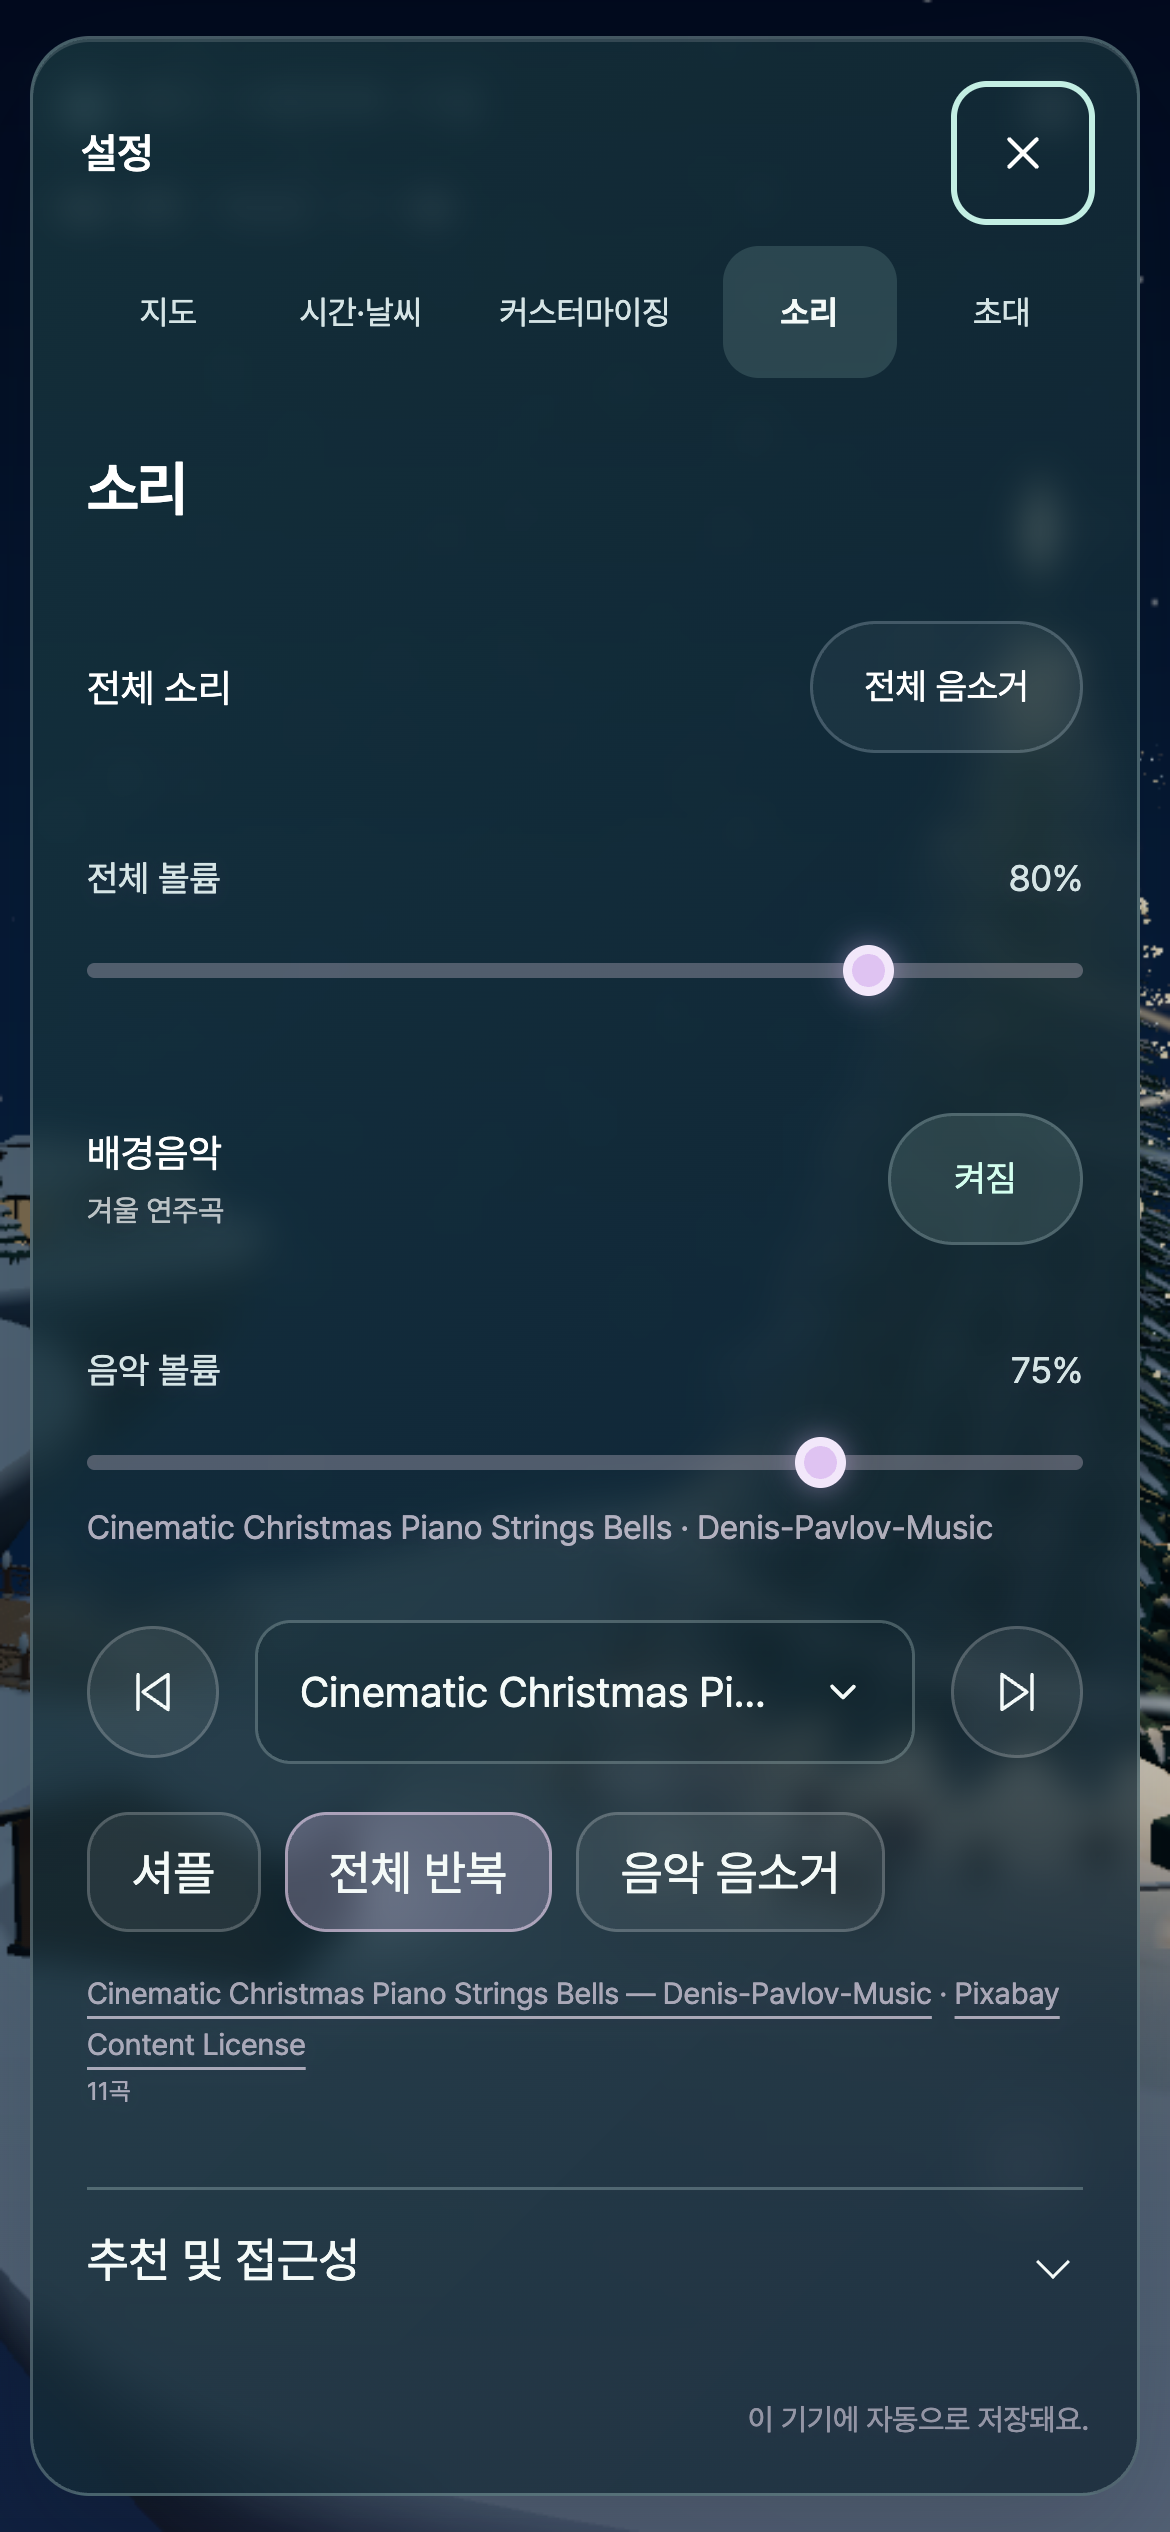 설정
지도 시간·날씨 커스터마이징 소리 초대
소리
전체 소리 전체 음소거
전체 볼륨 80%
배경음악
겨울 연주곡
켜짐
음악 볼륨 75%
Cinematic Christmas Piano Strings Bells · Denis-Pavlov-Music
Cinematic Christmas Pi...
셔플 전체 반복 음악 음소거
Cinematic Christmas Piano Strings Bells — Denis-Pavlov-Music · Pixabay
Content License
11곡
추천 및 접근성
이 기기에 자동으로 저장돼요.